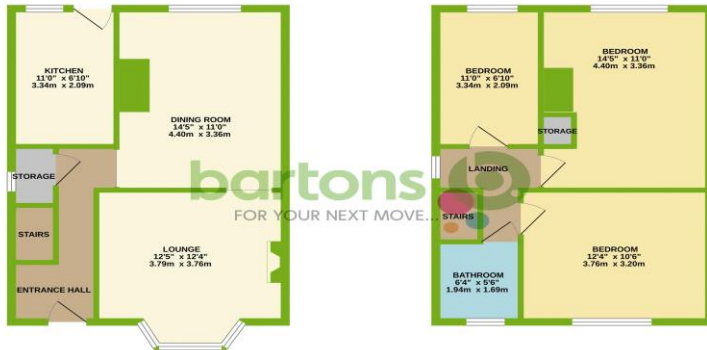 KITCHEN
11'0" x 6'10"
3.34m x 2.09m
DINING ROOM
14'5" x 11'0"
4.40m x 3.36m
STORAGE
STAIRS
ENTRANCE HALL
LOUNGE
12'5" x 12'4"
3.79m x 3.76m
BEDROOM
11'0" x 6'10"
3.34m x 2.09m
BEDROOM
14'5" x 11'0"
4.40m x 3.36m
STORAGE
LANDING
STAIRS
BATHROOM
6'4" x 5'6"
1.94m x 1.69m
BEDROOM
12'4" x 10'6"
3.76m x 3.20m
bartons b.
FOR YOUR NEXT MOVE...